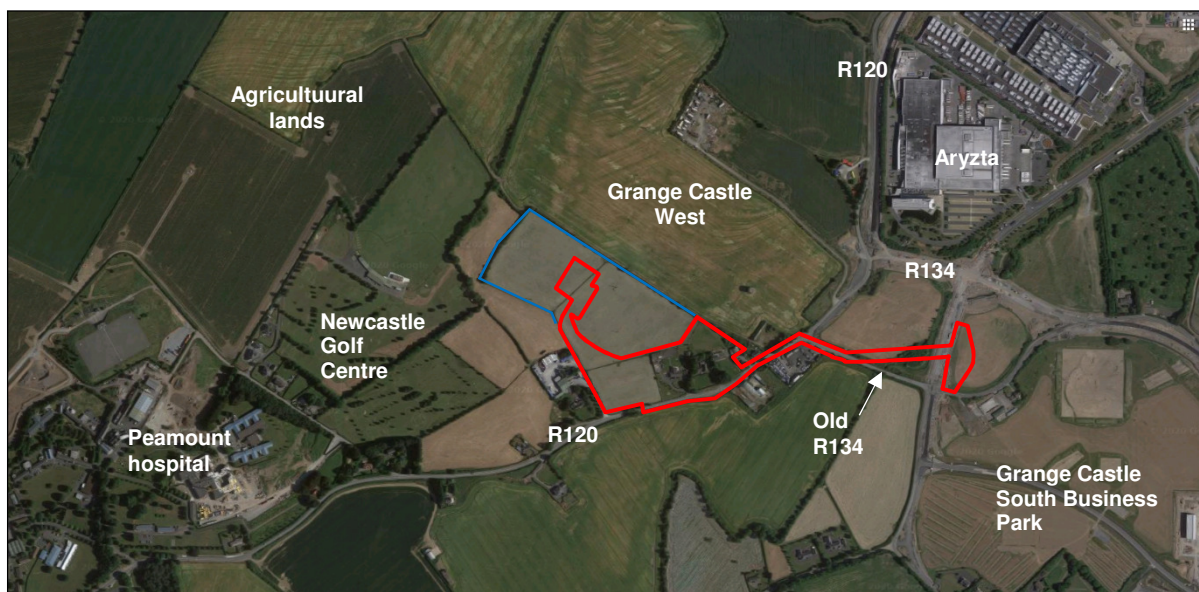 R120
Agricultuural
lands
Aryzta
Grange Castle
West
R134
Newcastle
Golf
Centre
Old
R134
R120
Peamount
hospital
Grange Castle
South Business
Park